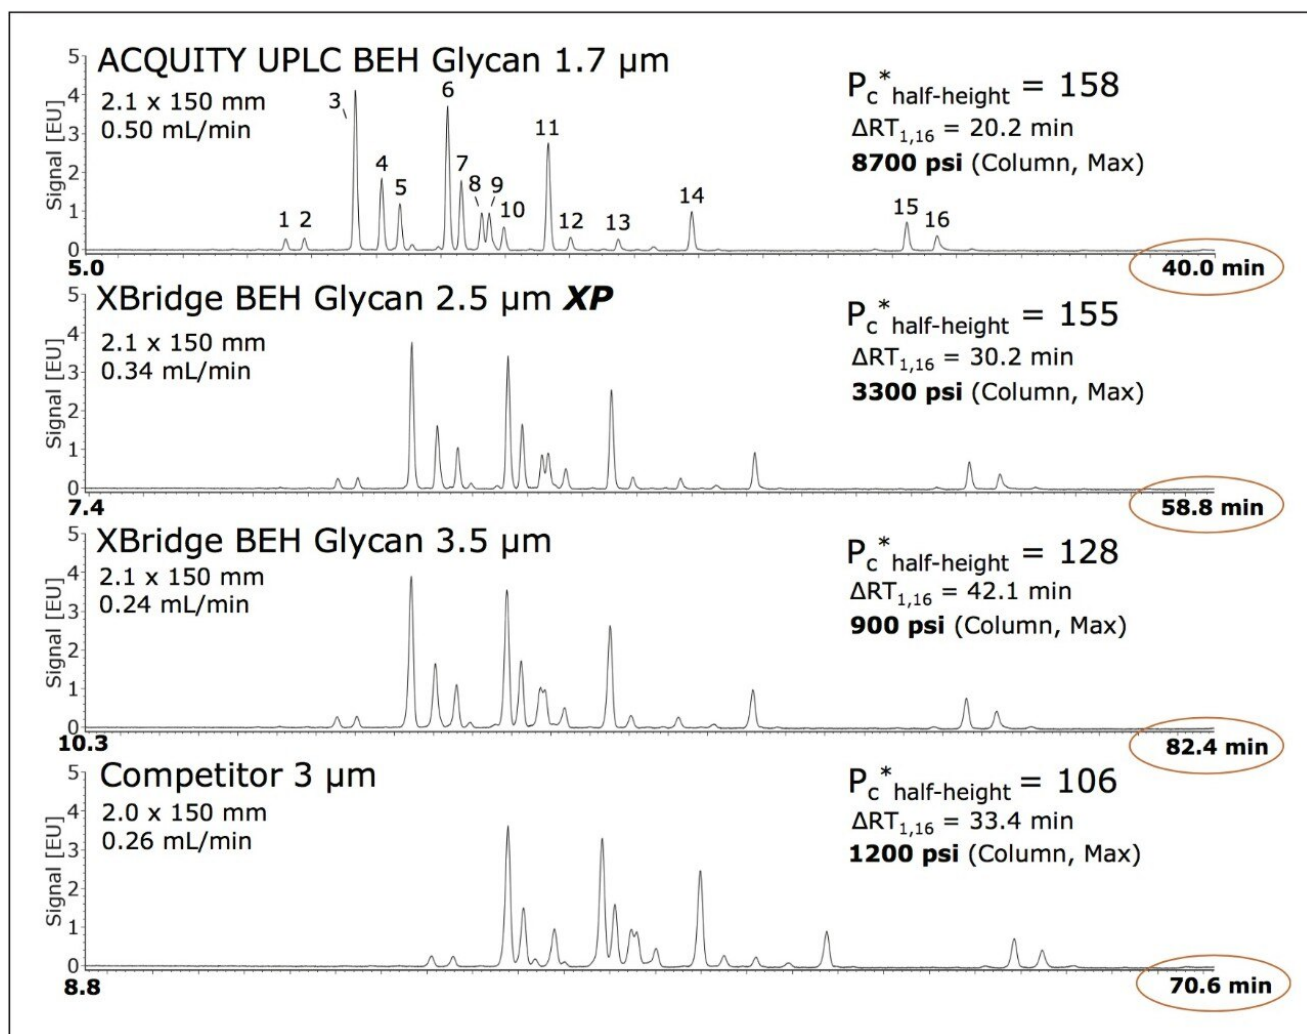 ACQUITY UPLC BEH Glycan 1.7 µm
2.1 x 150 mm
0.50 mL/min
Pc*half-height = 158
ΔRT1,16 = 20.2 min
8700 psi (Column, Max)
Signal [EU]
5
4
3
2
1
0
1
2
3
4
5
6
7
8
9
10
11
12
13
14
15
16
5.0
40.0 min
XBridge BEH Glycan 2.5 µm XP
2.1 x 150 mm
0.34 mL/min
Pc*half-height = 155
ΔRT1,16 = 30.2 min
3300 psi (Column, Max)
Signal [EU]
5
4
3
2
1
0
7.4
58.8 min
XBridge BEH Glycan 3.5 µm
2.1 x 150 mm
0.24 mL/min
Pc*half-height = 128
ΔRT1,16 = 42.1 min
900 psi (Column, Max)
Signal [EU]
5
4
3
2
1
0
10.3
82.4 min
Competitor 3 µm
2.0 x 150 mm
0.26 mL/min
Pc*half-height = 106
ΔRT1,16 = 33.4 min
1200 psi (Column, Max)
Signal [EU]
5
4
3
2
1
0
8.8
70.6 min